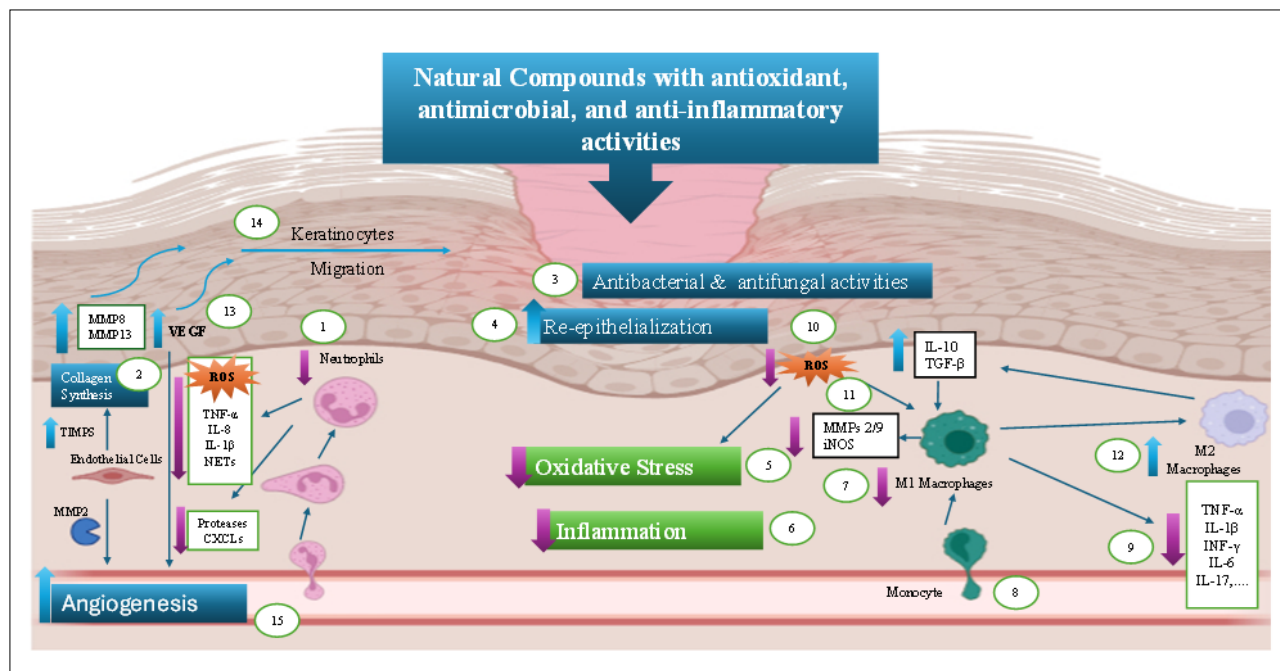 Natural Compounds with antioxidant,
antimicrobial, and anti-inflammatory
activities
14
Keratinocytes
Migration
3
Antibacterial & antifungal activities
MMP8
MMP13
VE GF
13
1
4
Re-epithelialization
10
Neutrophils
IL-10
TGF-β
Collagen
Synthesis
2
ROS
TNF-α
IL-8
IL-1β
NETs
ROS
11
MMPs 2/9
iNOS
TIMPS
Endothelial Cells
Oxidative Stress
5
7
M1 Macrophages
12
M2
Macrophages
MMP2
Proteases
CXCLs
Inflammation
6
9
TNF-α
IL-1β
INF-γ
IL-6
IL-17,....
Angiogenesis
15
Monocyte
8